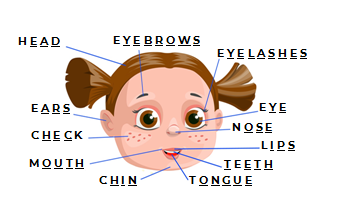 HEAD
EYEBROWS
EYELASHES
EARS
EYE
CHECK
NOSE
LIPS
MOUTH
TEETH
CHIN
TONGUE